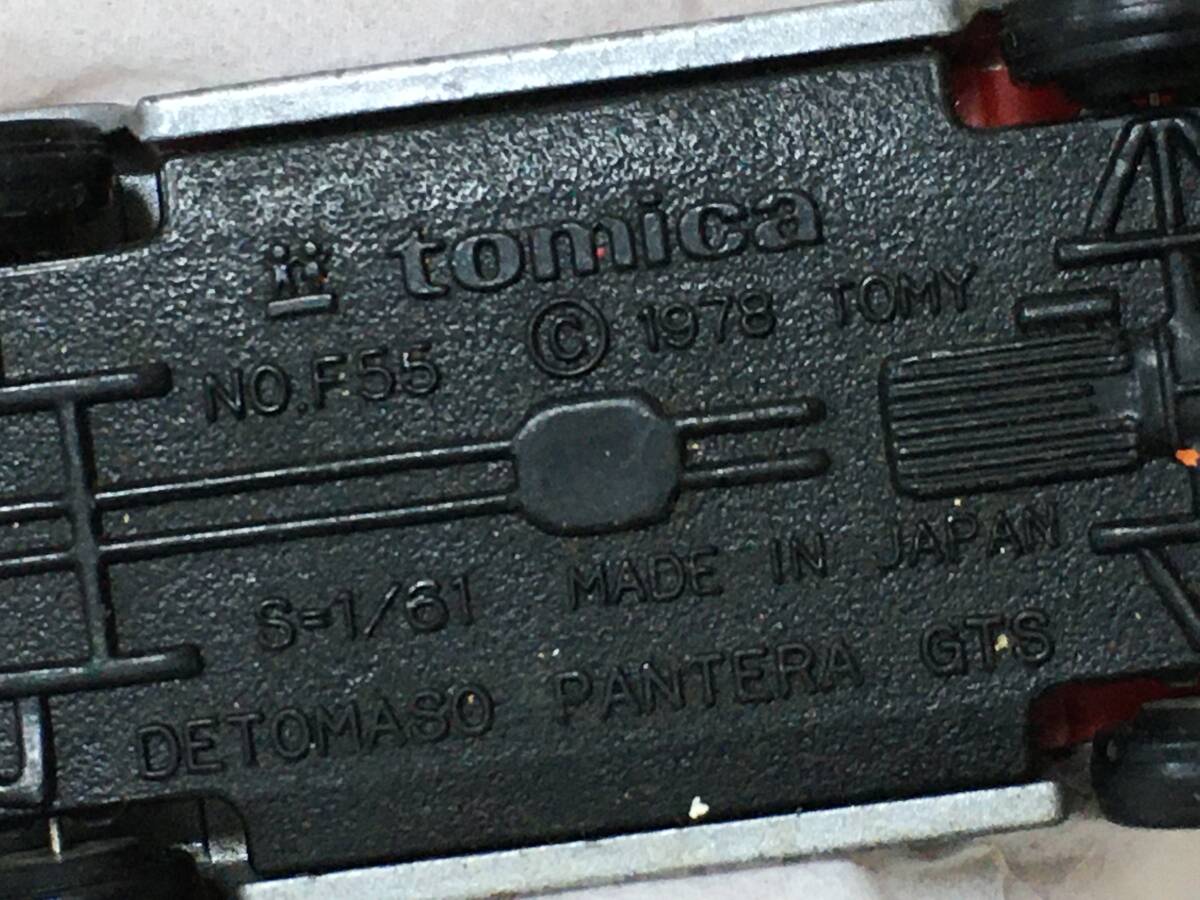 tomica
© 1978 TOMY
NO.F55
S=1/61 MADE IN JAPAN
DETOMASO PANTERA GTS